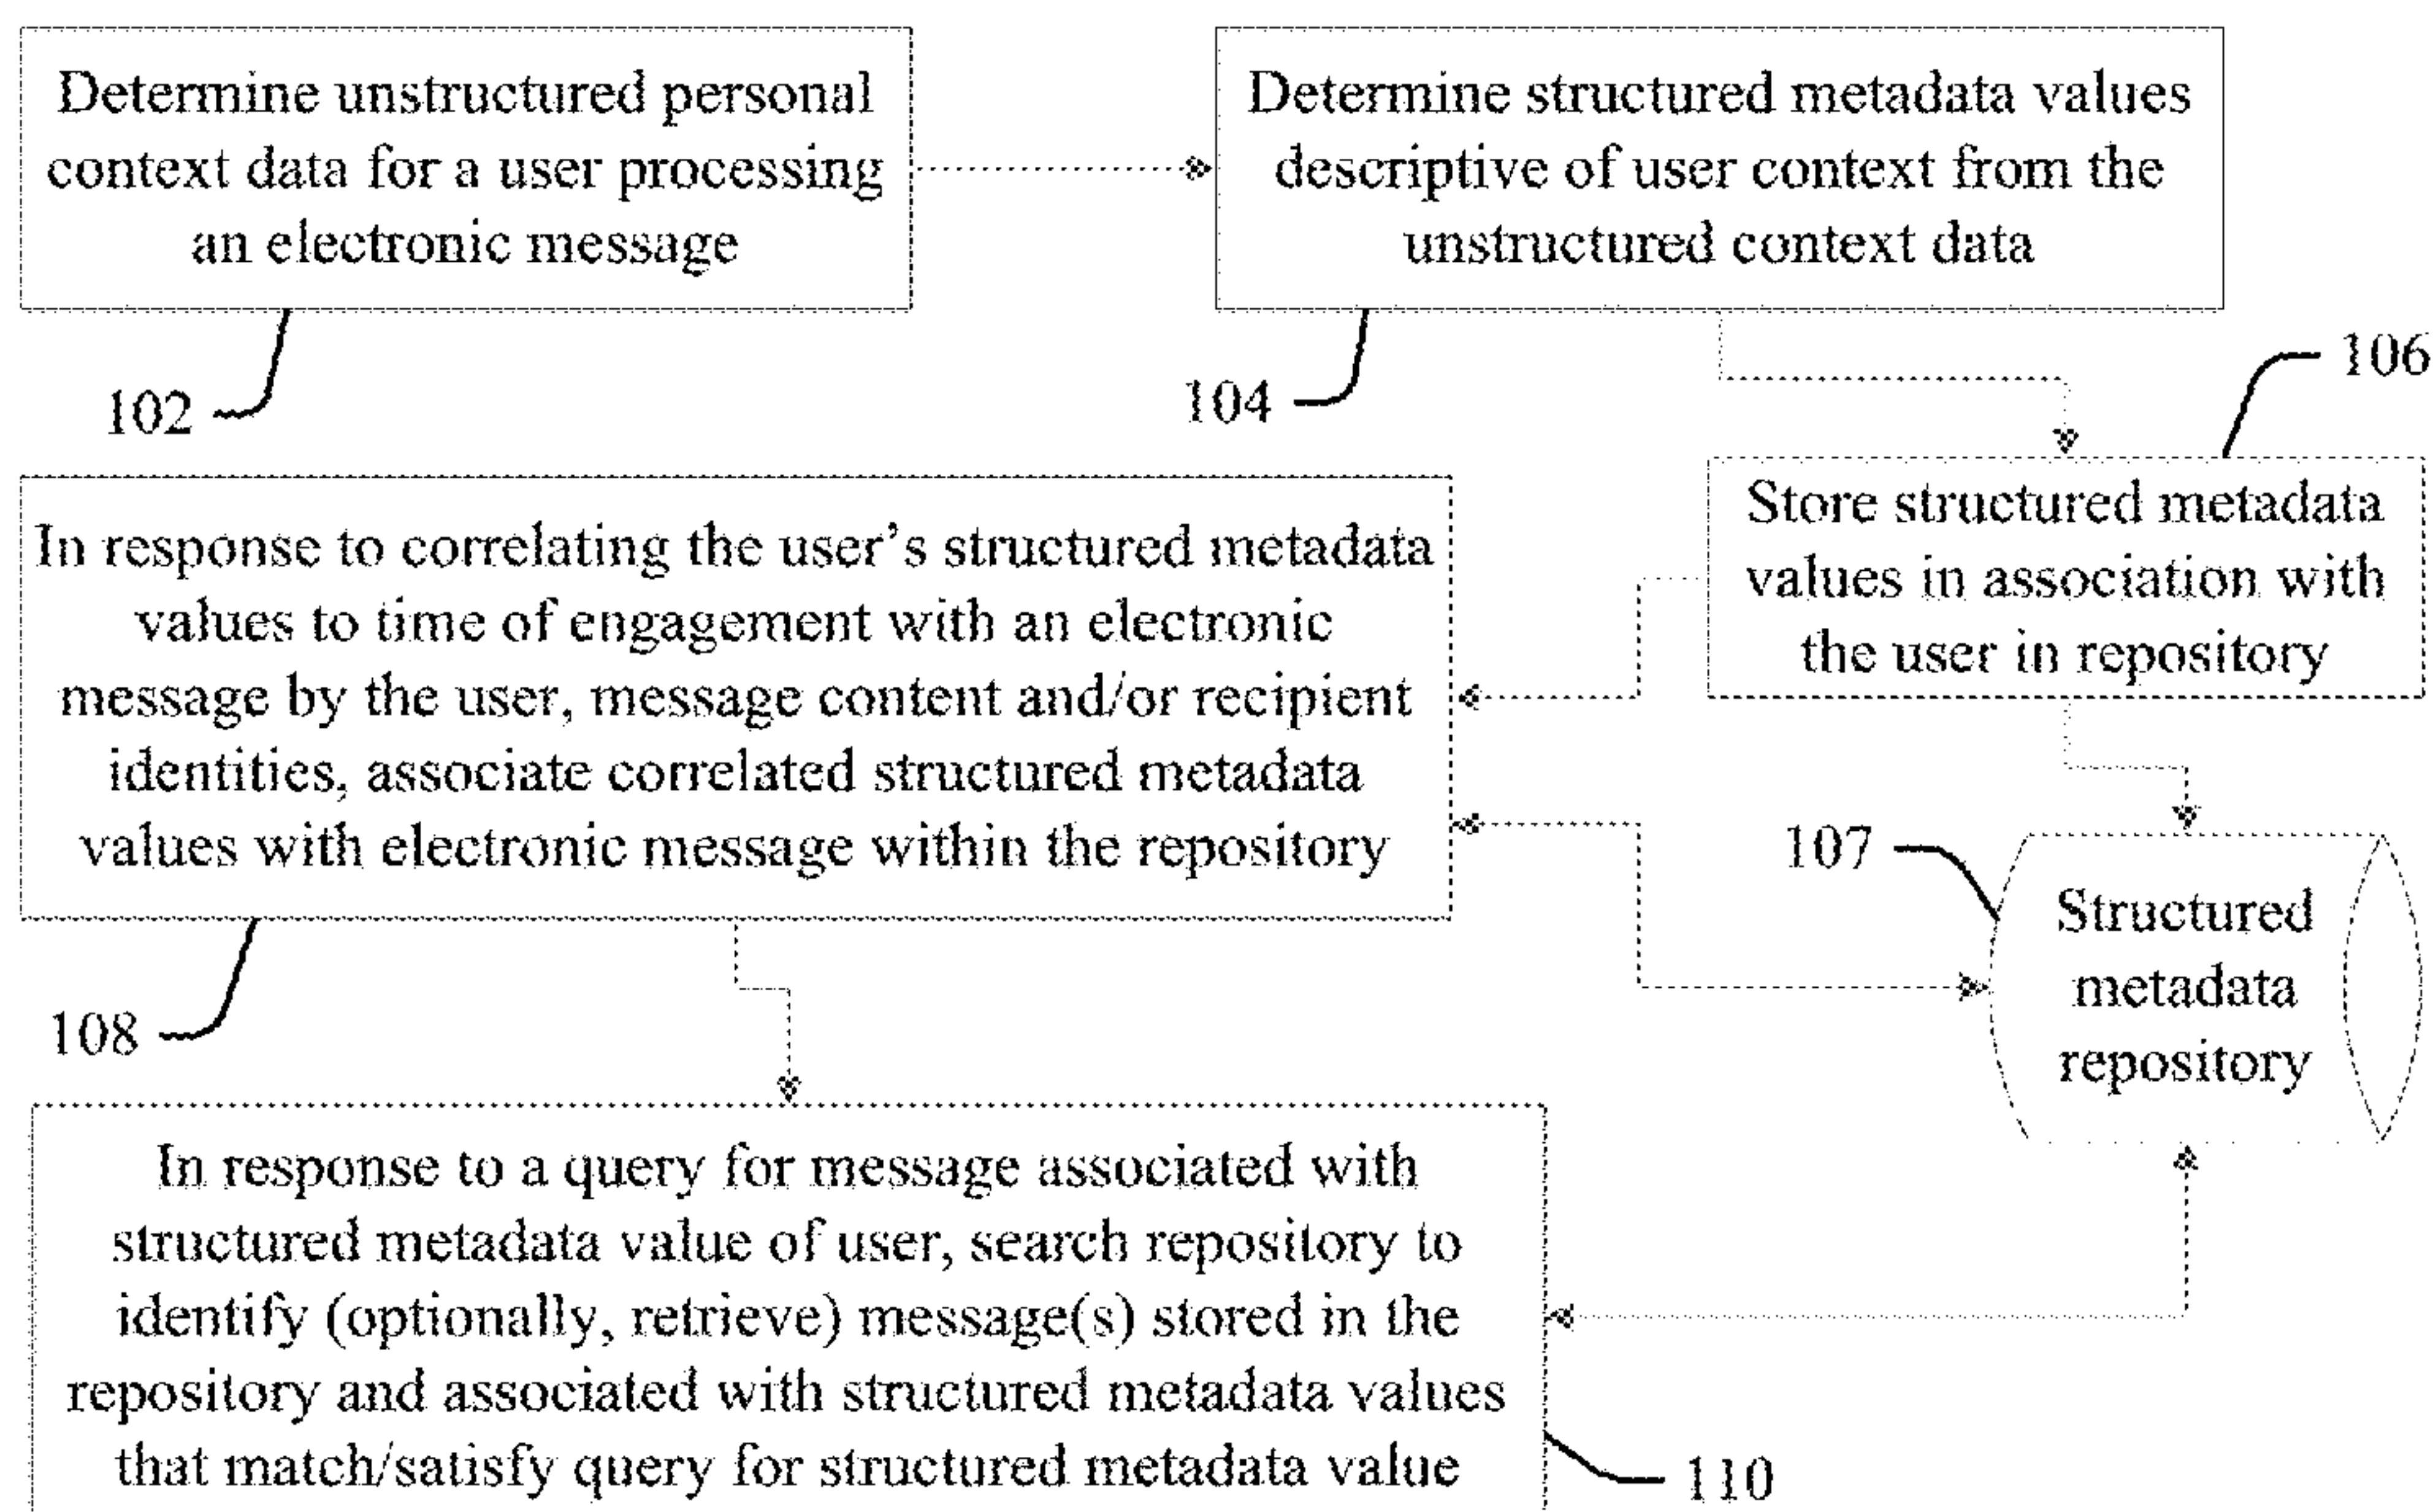 Determine unstructured personal
context data for a user processing
an electronic message
102
Determine structured metadata values
descriptive of user context from the
unstructured context data
104
106
Store structured metadata
values in association with
the user in repository
In response to correlating the user's structured metadata
values to time of engagement with an electronic
message by the user, message content and/or recipient
identities, associate correlated structured metadata
values with electronic message within the repository
108
107
Structured
metadata
repository
In response to a query for message associated with
structured metadata value of user, search repository to
identify (optionally, retrieve) message(s) stored in the
repository and associated with structured metadata values
that match/satisfy query for structured metadata value
110